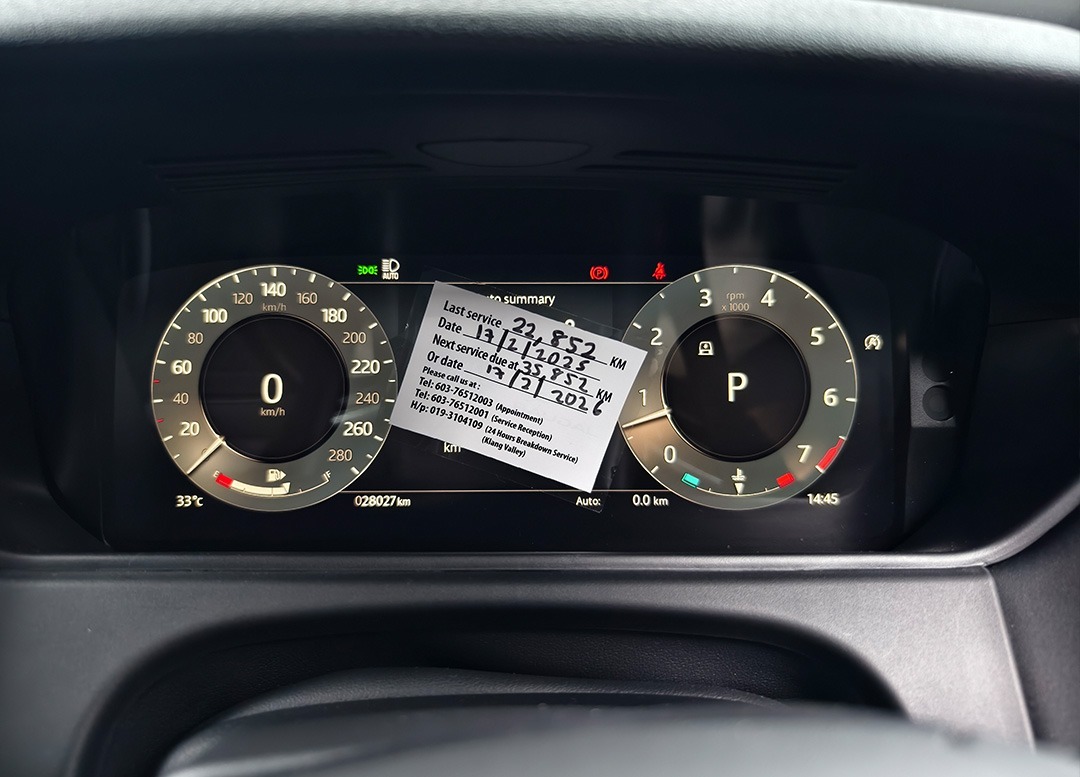 AUTO
to summary
20
40
60
80
100
120
140
160
180
200
220
240
260
280
km/h
0
km/h
E
F
Last service 22,852 KM
Date 17/2/2025
Next service due at 35,852 KM
Or date 17/2/2026
Please call us at :
Tel: 603-76512003 (Appointment)
Tel: 603-76512001 (Service Reception)
H/p: 019-3104109 (24 Hours Breakdown Service)
(Klang Valley)
km
0
1
2
3
4
5
6
7
rpm
x 1000
P
33°C
028027 km
Auto: 0.0 km
14:45